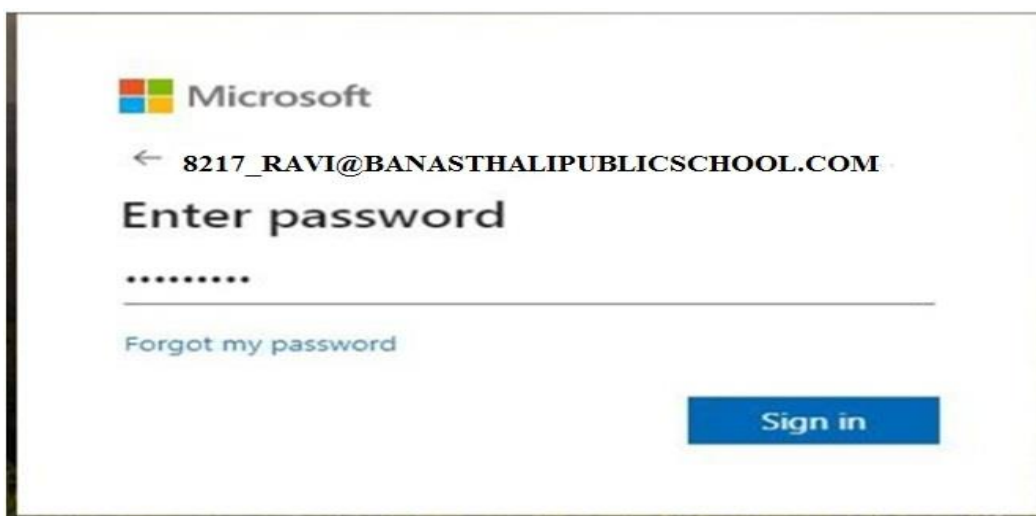 Microsoft
← 8217_RAVI@BANASTHALIPUBLICSCHOOL.COM
Enter password
•••••••••
Forgot my password
Sign in